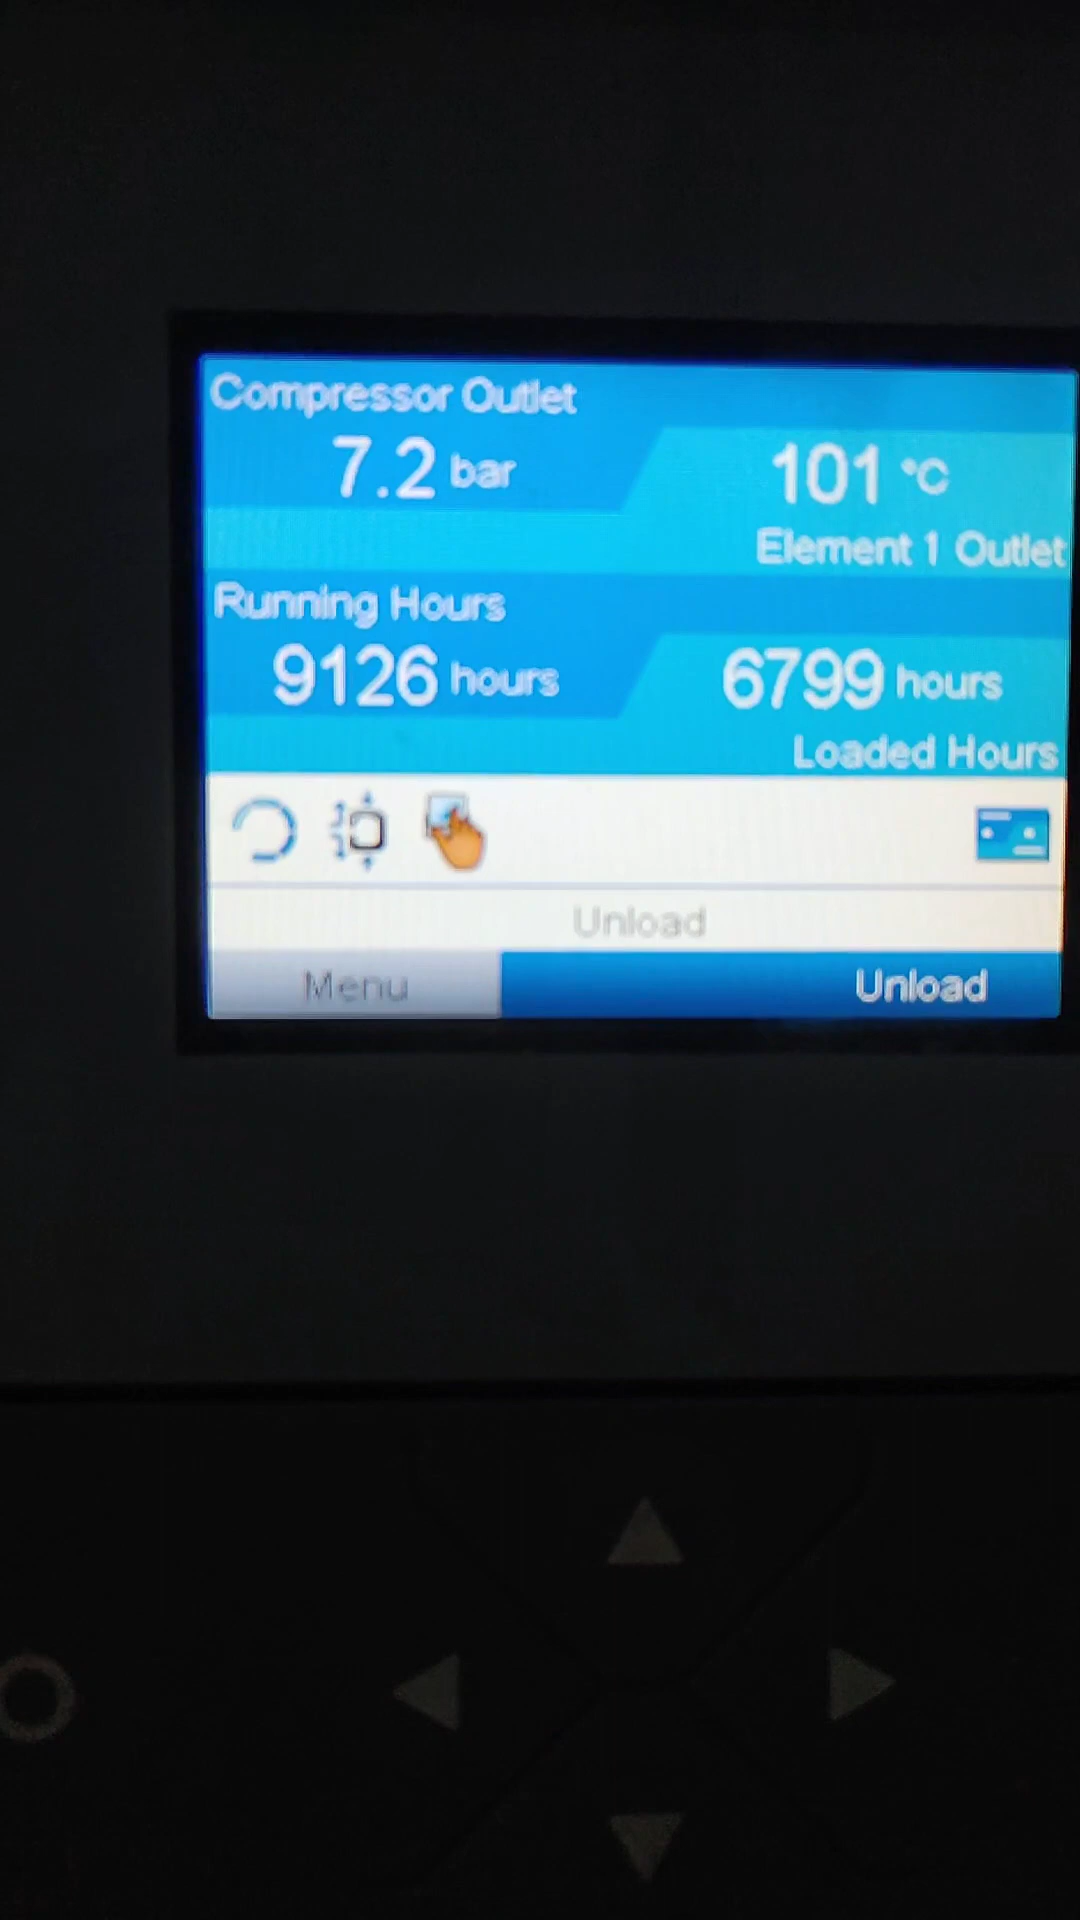 Compressor Outlet
7.2 bar
101 °C
Element 1 Outlet
Running Hours
9126 hours
6799 hours
Loaded Hours
Unload
Menu
Unload